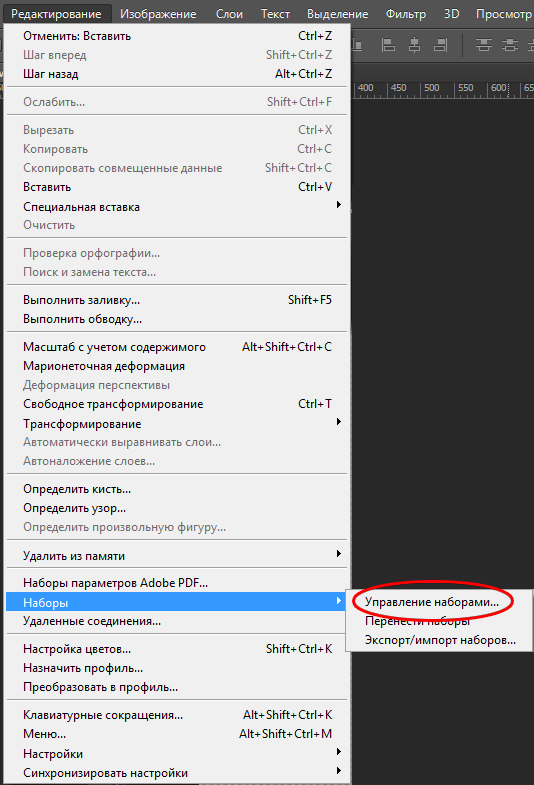 Редактирование Изображение Слои Текст Выделение Фильтр 3D Просмотр
Отменить: Вставить Ctrl+Z
Шаг вперед Shift+Ctrl+Z
Шаг назад Alt+Ctrl+Z
400 450 500 550 600
Ослабить... Shift+Ctrl+F
Вырезать Ctrl+X
Копировать Ctrl+C
Скопировать совмещенные данные Shift+Ctrl+C
Вставить Ctrl+V
Специальная вставка
Очистить
Проверка орфографии...
Поиск и замена текста...
Выполнить заливку... Shift+F5
Выполнить обводку...
Масштаб с учетом содержимого Alt+Shift+Ctrl+C
Марионеточная деформация
Деформация перспективы
Свободное трансформирование Ctrl+T
Трансформирование
Автоматически выравнивать слои...
Автоналожение слоев...
Определить кисть...
Определить узор...
Определить произвольную фигуру...
Удалить из памяти
Наборы параметров Adobe PDF...
Наборы Управление наборами...
Удаленные соединения... Перенести наборы
Экспорт/импорт наборов...
Настройка цветов... Shift+Ctrl+K
Назначить профиль...
Преобразовать в профиль...
Клавиатурные сокращения... Alt+Shift+Ctrl+K
Меню... Alt+Shift+Ctrl+M
Настройки
Синхронизировать настройки